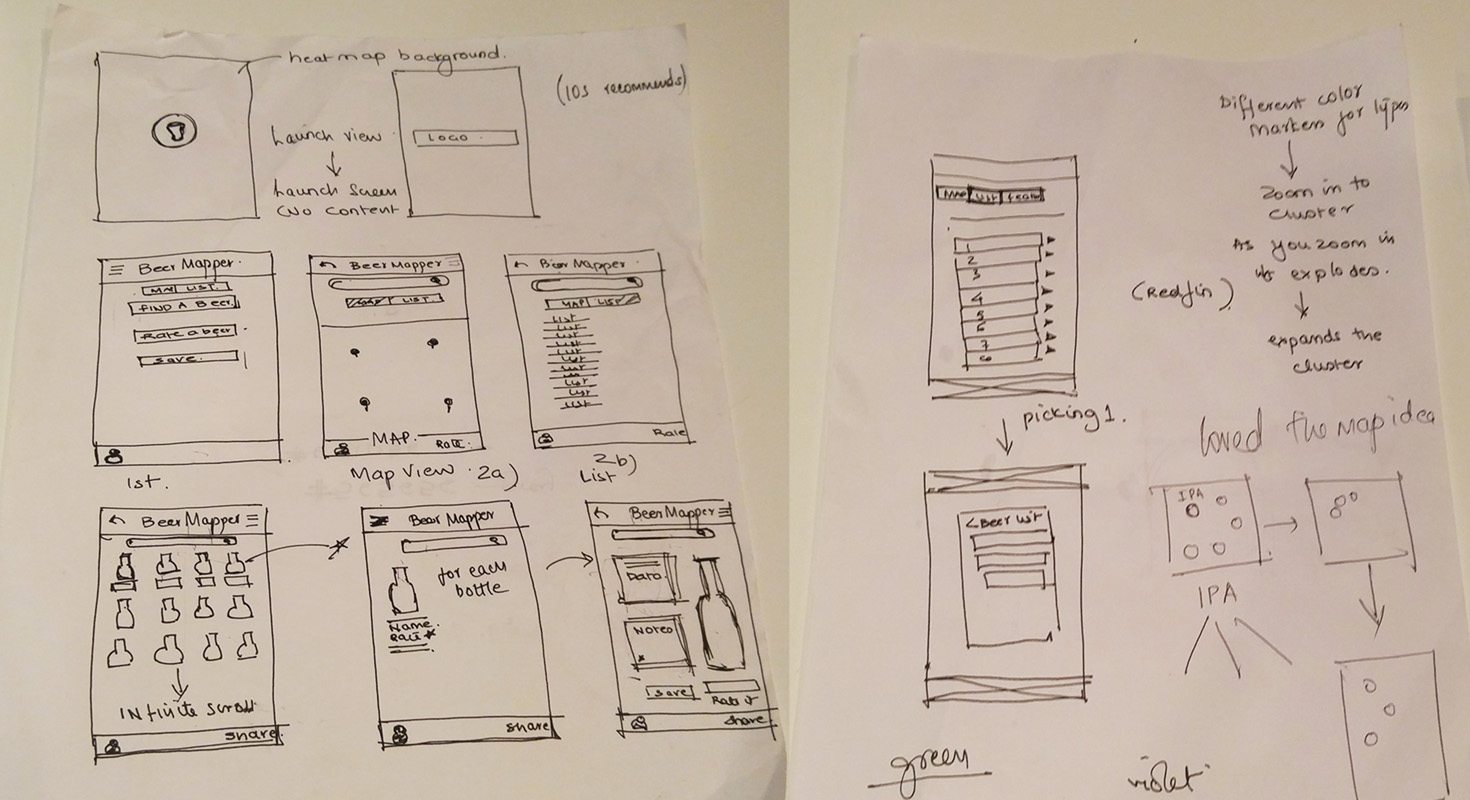 heatmap background.
(IOS recommends)
Launch view
LOGO
Launch Screen
(No content
Beer Mapper
MAP LIST
FIND A Beer
Rate a beer
Save
1st.
Beer Mapper
LIST
MAP
Rate
Map View 2a)
Beer Mapper
MAP LIST
List
List
List
List
List
List
List
List
List
Rate
2b)
List
Beer Mapper
INfinite Scroll
Share
Beer Mapper
for each
bottle
Name
Rate
Share
Beer Mapper
Data
Notes
Save
Rate it
Share
Different color
markers for types
Zoom in to
cluster
As you zoom in
it explodes.
(Redfin)
expands the
cluster
MAP LIST
1
2
3
4
5
6
7
8
picking 1.
< Beer List
loved the map idea
IPA
IPA
green
violet